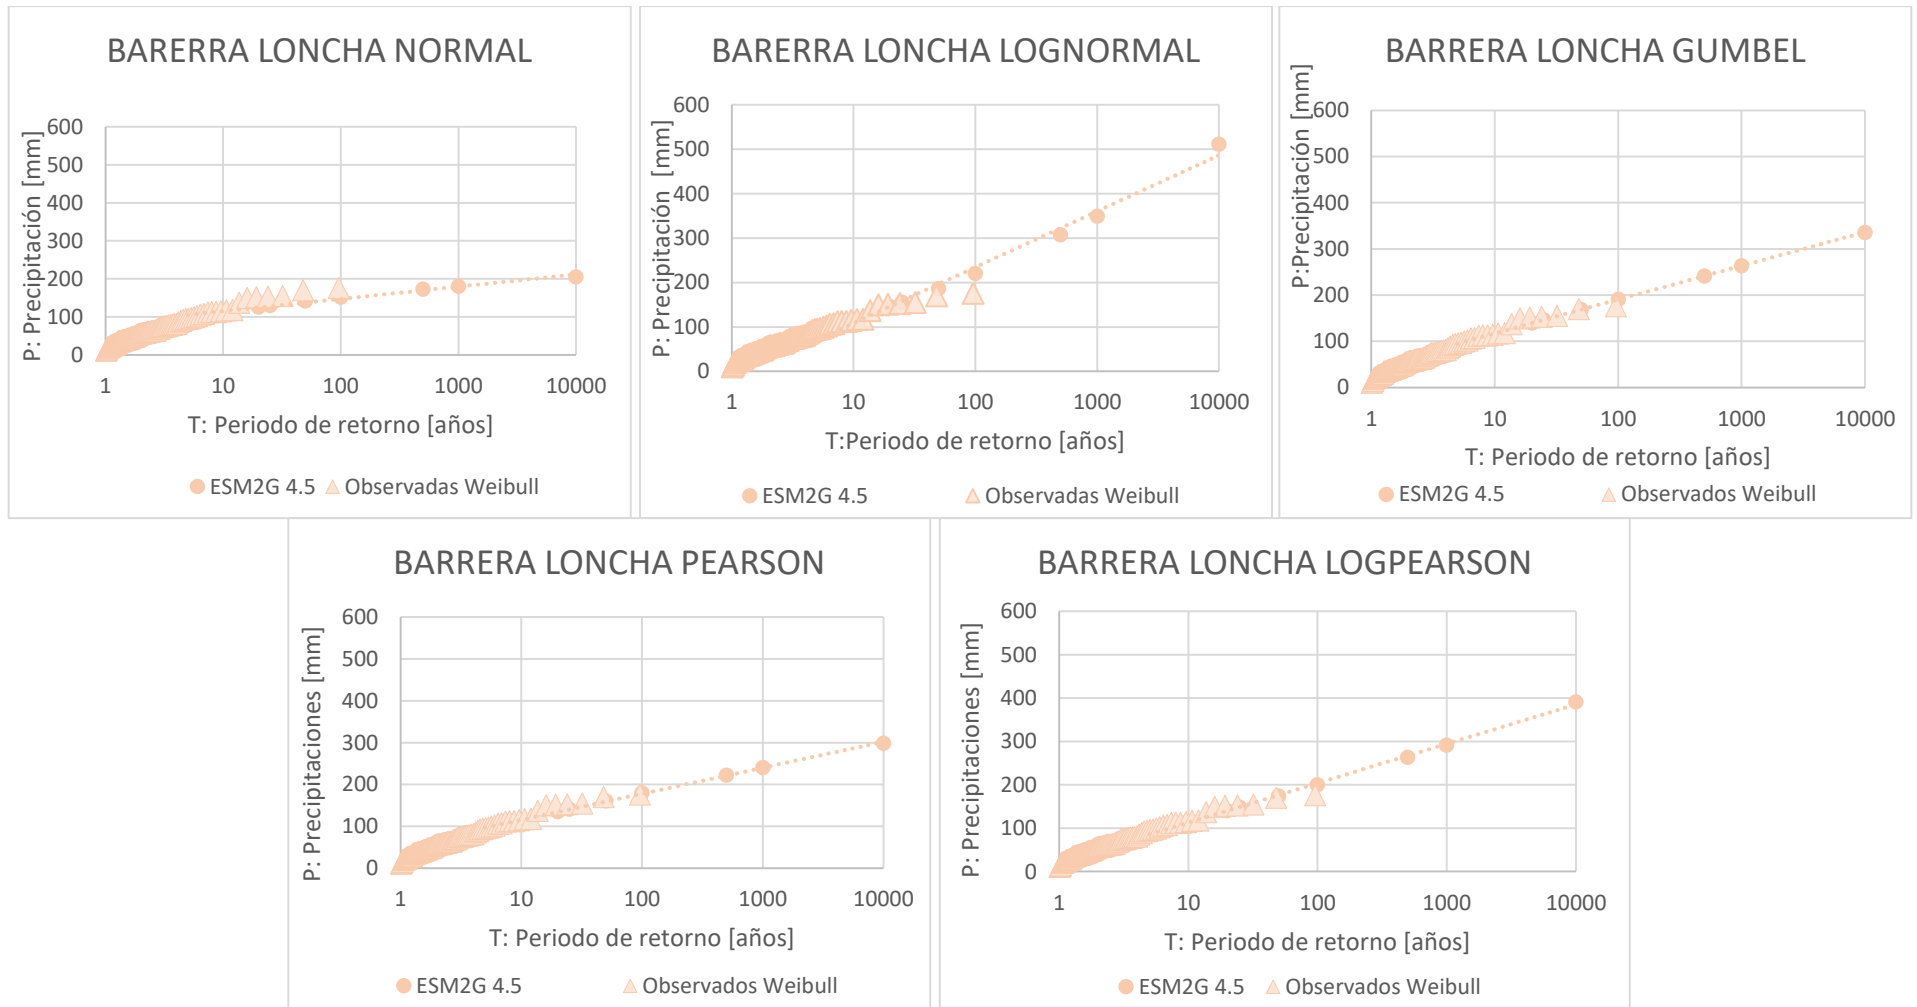 BARERRA LONCHA NORMAL
P: Precipitación [mm]
600
500
400
300
200
100
0
1 10 100 1000 10000
T: Periodo de retorno [años]
ESM2G 4.5 Observadas Weibull
BARERRA LONCHA LOGNORMAL
P: Precipitación [mm]
600
500
400
300
200
100
0
1 10 100 1000 10000
T:Periodo de retorno [años]
ESM2G 4.5 Observadas Weibull
BARRERA LONCHA GUMBEL
P:Precipitación [mm]
600
500
400
300
200
100
0
1 10 100 1000 10000
T: Periodo de retorno [años]
ESM2G 4.5 Observados Weibull
BARRERA LONCHA PEARSON
P: Precipitaciones [mm]
600
500
400
300
200
100
0
1 10 100 1000 10000
T: Periodo de retorno [años]
ESM2G 4.5 Observados Weibull
BARRERA LONCHA LOGPEARSON
P: Precipitaciones [mm]
600
500
400
300
200
100
0
1 10 100 1000 10000
T: Periodo de retorno [años]
ESM2G 4.5 Observados Weibull